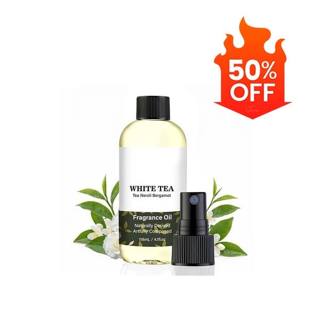 50%
OFF
WHITE TEA
Tea Neroli Bergamot
Fragrance Oil
Naturally Derived
Artfully Composed